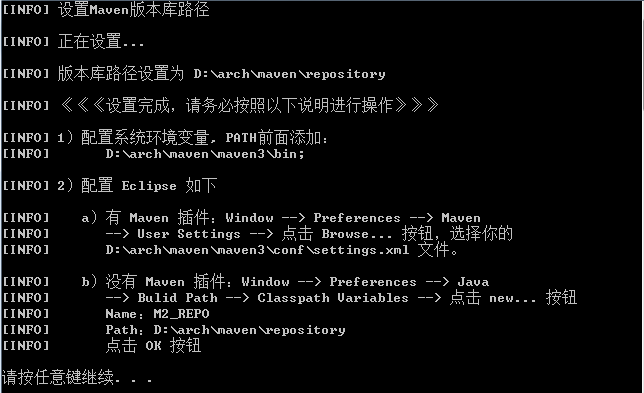 [INFO] 设置Maven版本库路径
[INFO] 正在设置...
[INFO] 版本库路径设置为 D:\arch\maven\repository
[INFO] 《《《设置完成，请务必按照以下说明进行操作》》》
[INFO] 1）配置系统环境变量，PATH前面添加：
[INFO] D:\arch\maven\maven3\bin;
[INFO] 2）配置 Eclipse 如下
[INFO] a）有 Maven 插件：Window --> Preferences --> Maven
[INFO] --> User Settings --> 点击 Browse... 按钮，选择你的
[INFO] D:\arch\maven\maven3\conf\settings.xml 文件。
[INFO] b）没有 Maven 插件：Window --> Preferences --> Java
[INFO] --> Bulid Path --> Classpath Variables --> 点击 new... 按钮
[INFO] Name：M2_REPO
[INFO] Path：D:\arch\maven\repository
[INFO] 点击 OK 按钮
请按任意键继续. . .